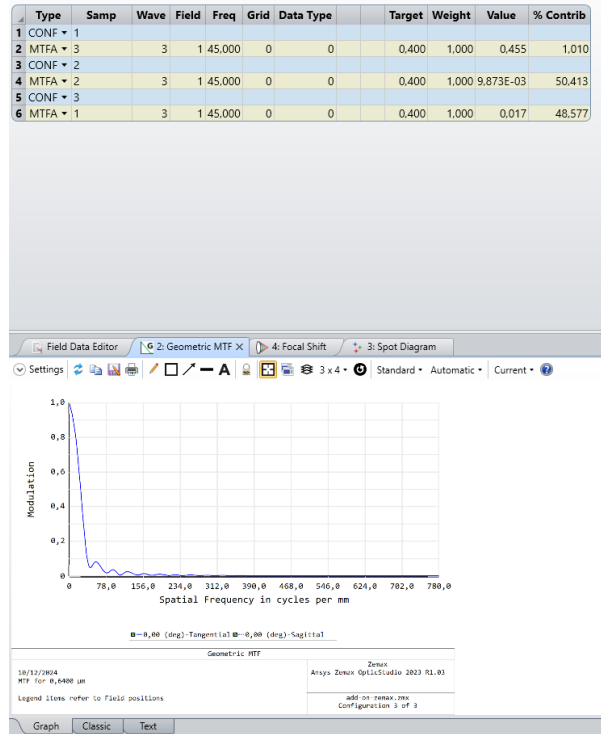 Type Samp Wave Field Freq Grid Data Type Target Weight Value % Contrib
1 CONF 1
2 MTFA 3 3 1 45,000 0 0 0,400 1,000 0,455 1,010
3 CONF 2
4 MTFA 2 3 1 45,000 0 0 0,400 1,000 9,873E-03 50,413
5 CONF 3
6 MTFA 1 3 1 45,000 0 0 0,400 1,000 0,017 48,577
Field Data Editor G 2: Geometric MTF 4: Focal Shift 3: Spot Diagram
Settings A 3 x 4 Standard Automatic Current
1,0
0,8
0,6
0,4
0,2
0
Modulation
0 78,0 156,0 234,0 312,0 390,0 468,0 546,0 624,0 702,0 780,0
Spatial Frequency in cycles per mm
0,00 (deg)-Tangential 0,00 (deg)-Sagittal
Geometric MTF
10/12/2024
MTF for 0,6400 µm
Legend items refer to Field positions
Zemax
Ansys Zemax OpticStudio 2023 R1.03
add-on-zemax.zmx
Configuration 3 of 3
Graph Classic Text